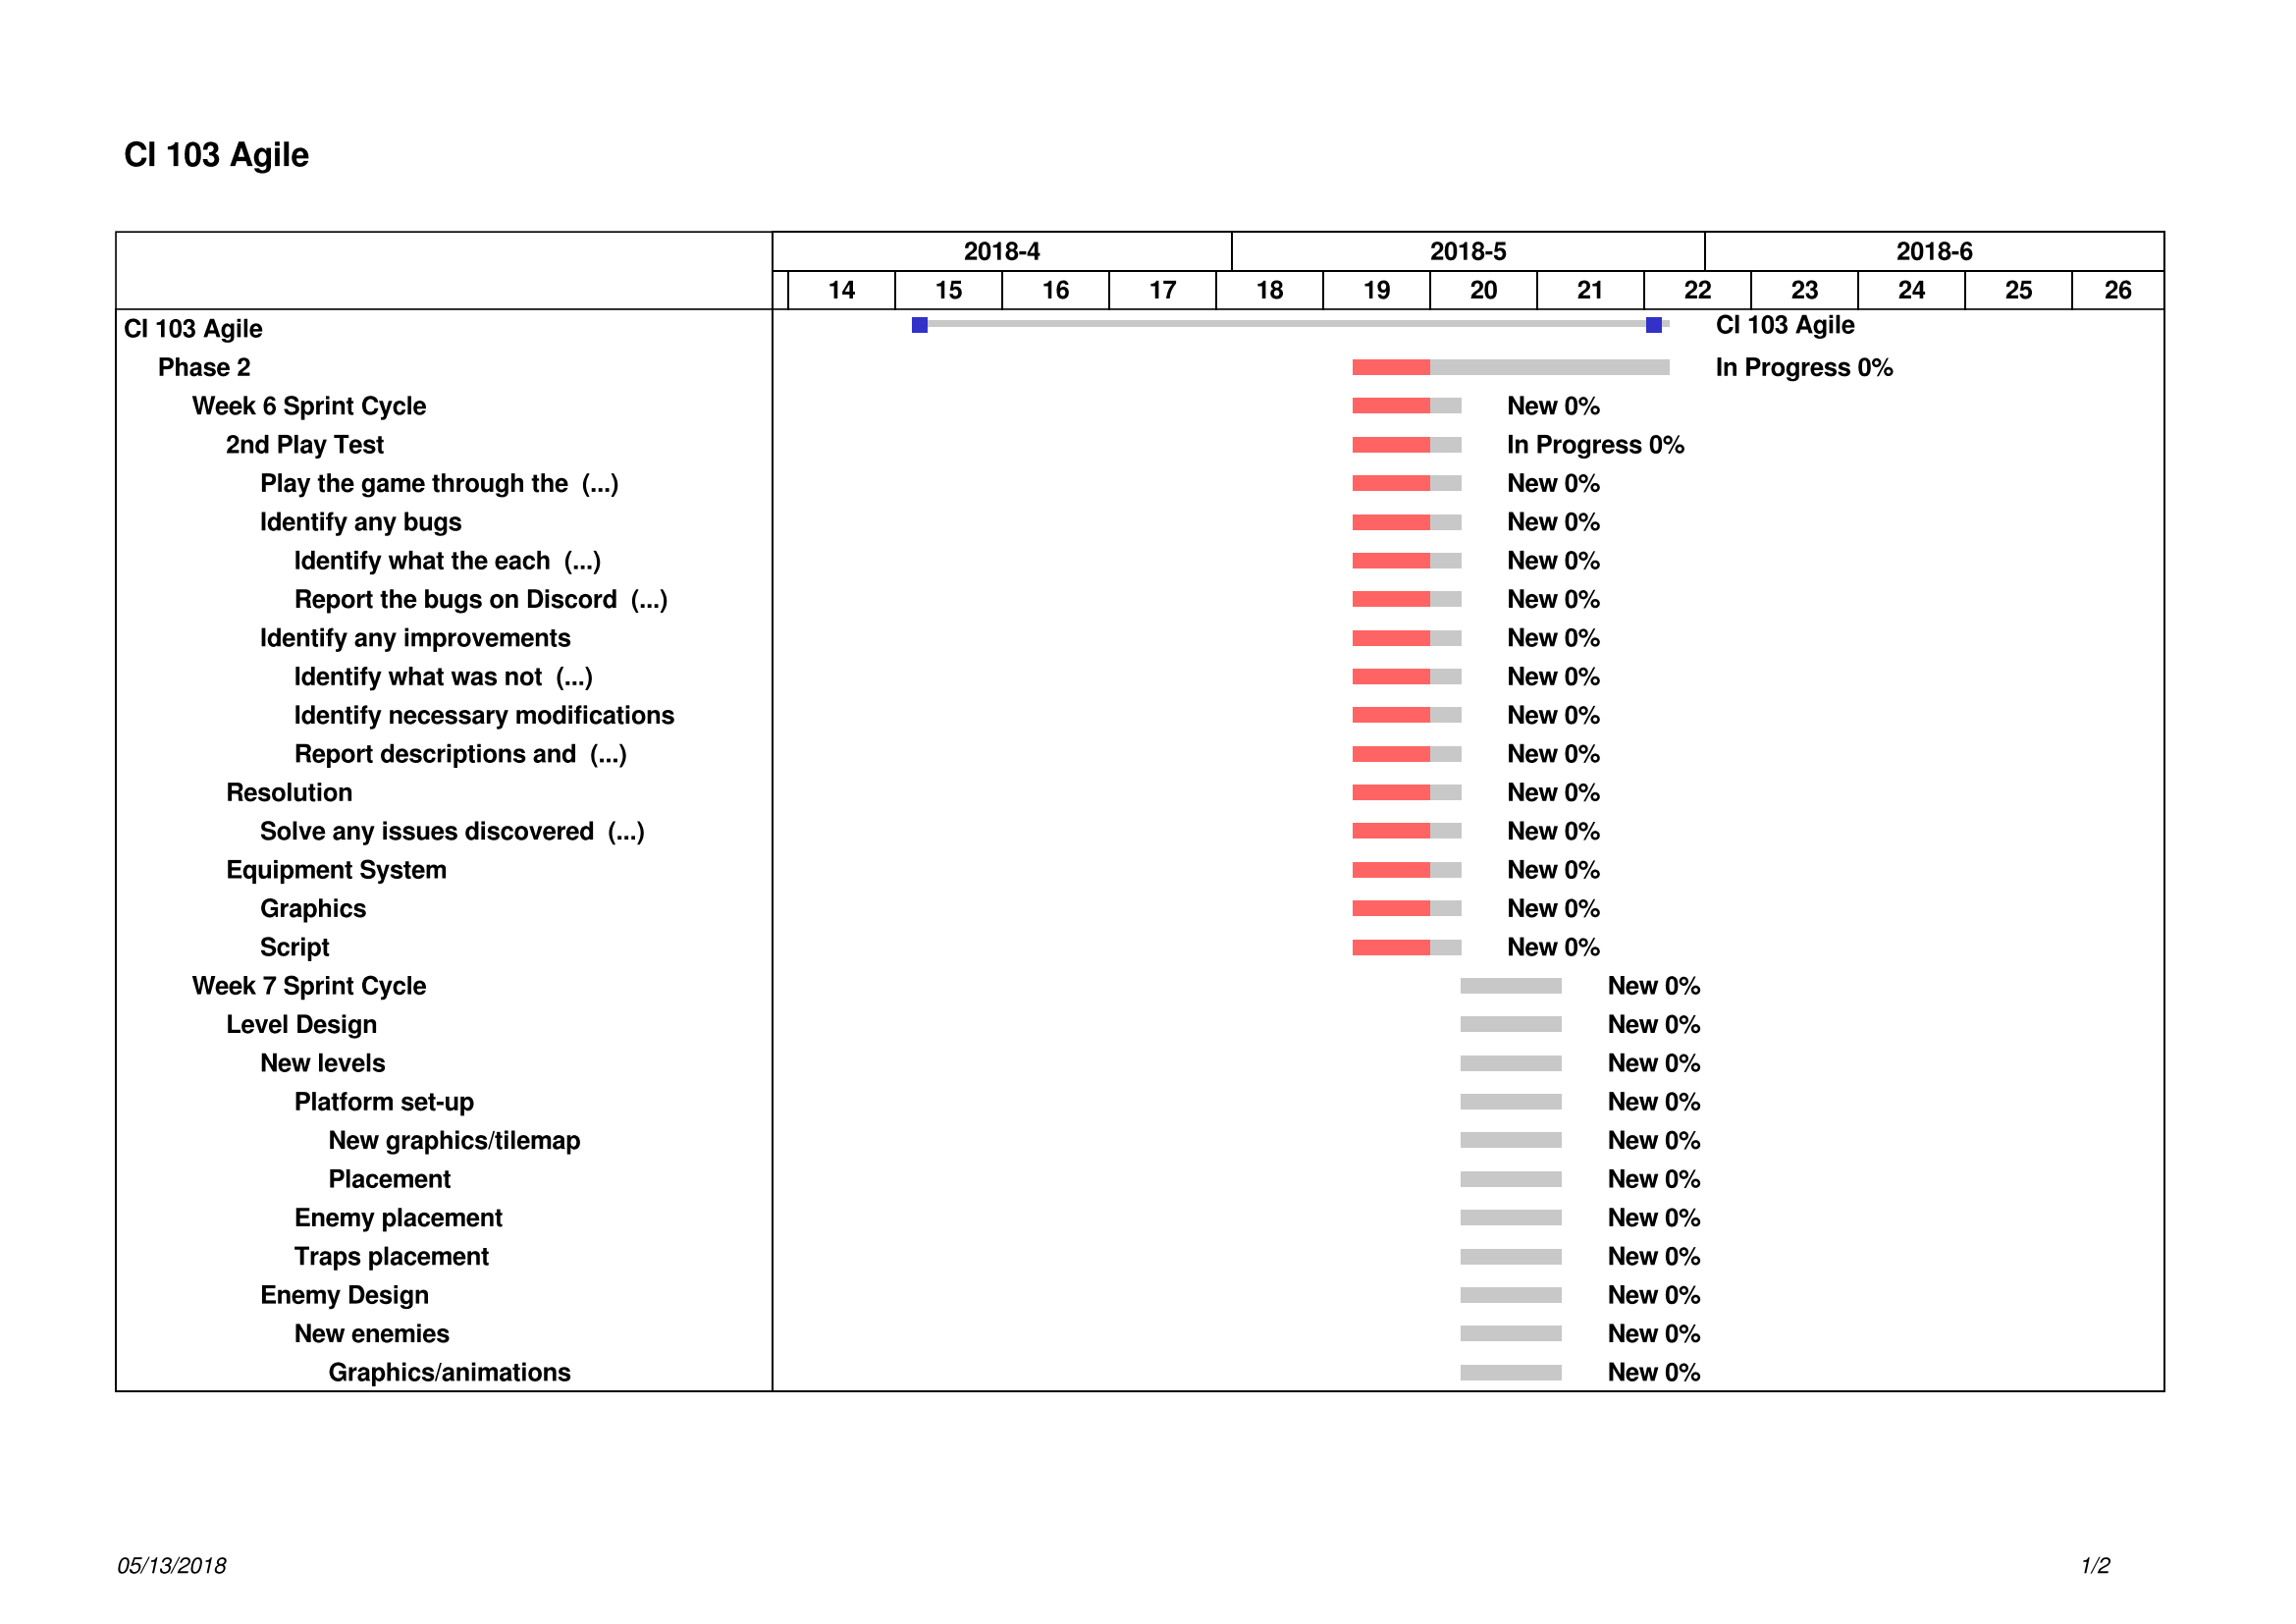 CI 103 Agile
2018-4 2018-5 2018-6
14 15 16 17 18 19 20 21 22 23 24 25 26
CI 103 Agile CI 103 Agile
Phase 2 In Progress 0%
Week 6 Sprint Cycle New 0%
2nd Play Test In Progress 0%
Play the game through the (...) New 0%
Identify any bugs New 0%
Identify what the each (...) New 0%
Report the bugs on Discord (...) New 0%
Identify any improvements New 0%
Identify what was not (...) New 0%
Identify necessary modifications New 0%
Report descriptions and (...) New 0%
Resolution New 0%
Solve any issues discovered (...) New 0%
Equipment System New 0%
Graphics New 0%
Script New 0%
Week 7 Sprint Cycle New 0%
Level Design New 0%
New levels New 0%
Platform set-up New 0%
New graphics/tilemap New 0%
Placement New 0%
Enemy placement New 0%
Traps placement New 0%
Enemy Design New 0%
New enemies New 0%
Graphics/animations New 0%
05/13/2018 1/2